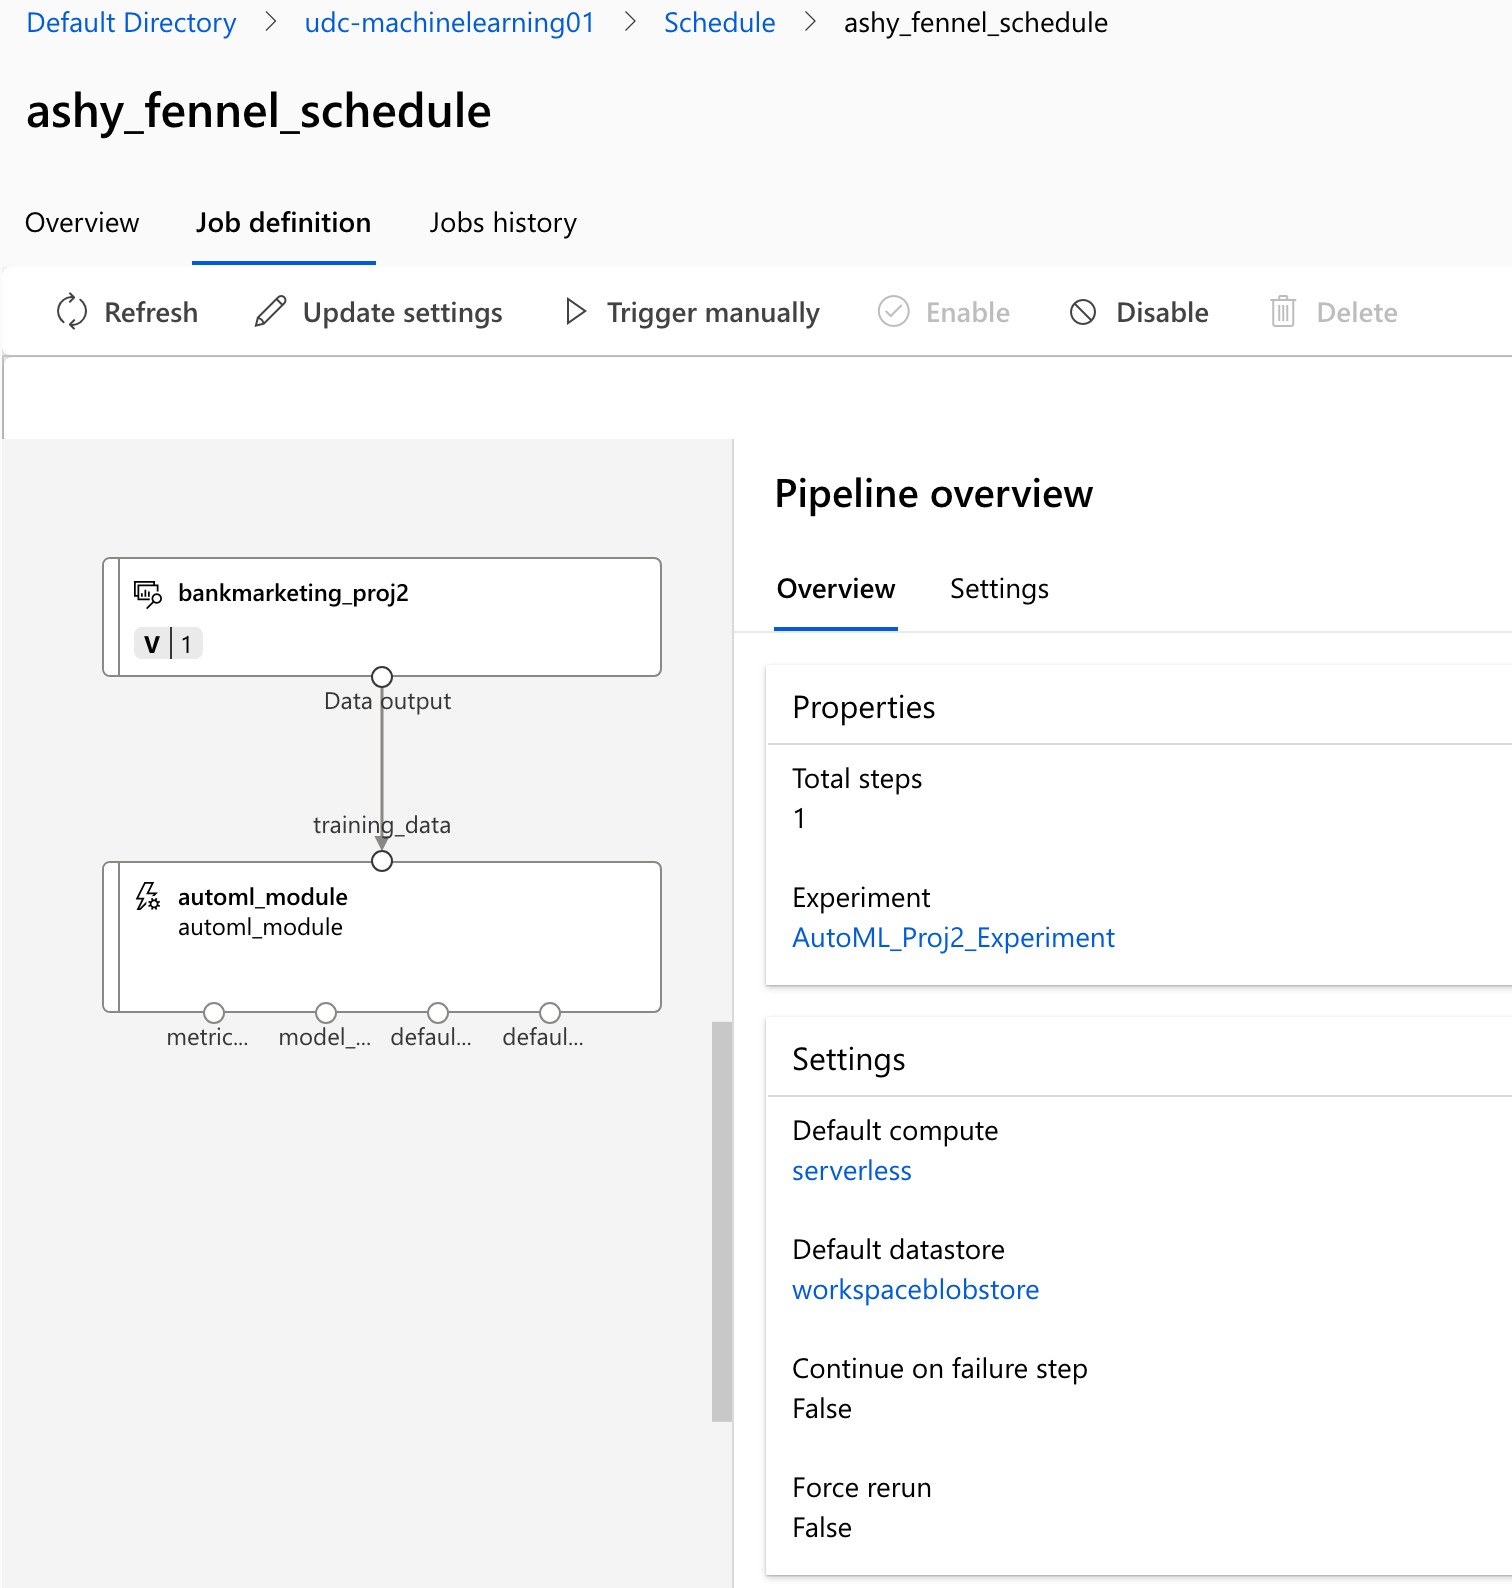 Default Directory > udc-machinelearning01 > Schedule > ashy_fennel_schedule
ashy_fennel_schedule
Overview Job definition Jobs history
Refresh Update settings Trigger manually Enable Disable Delete
bankmarketing_proj2
V | 1
Data output
training_data
automl_module
automl_module
metric... model_... defaul... defaul...
Pipeline overview
Overview Settings
Properties
Total steps
1
Experiment
AutoML_Proj2_Experiment
Settings
Default compute
serverless
Default datastore
workspaceblobstore
Continue on failure step
False
Force rerun
False